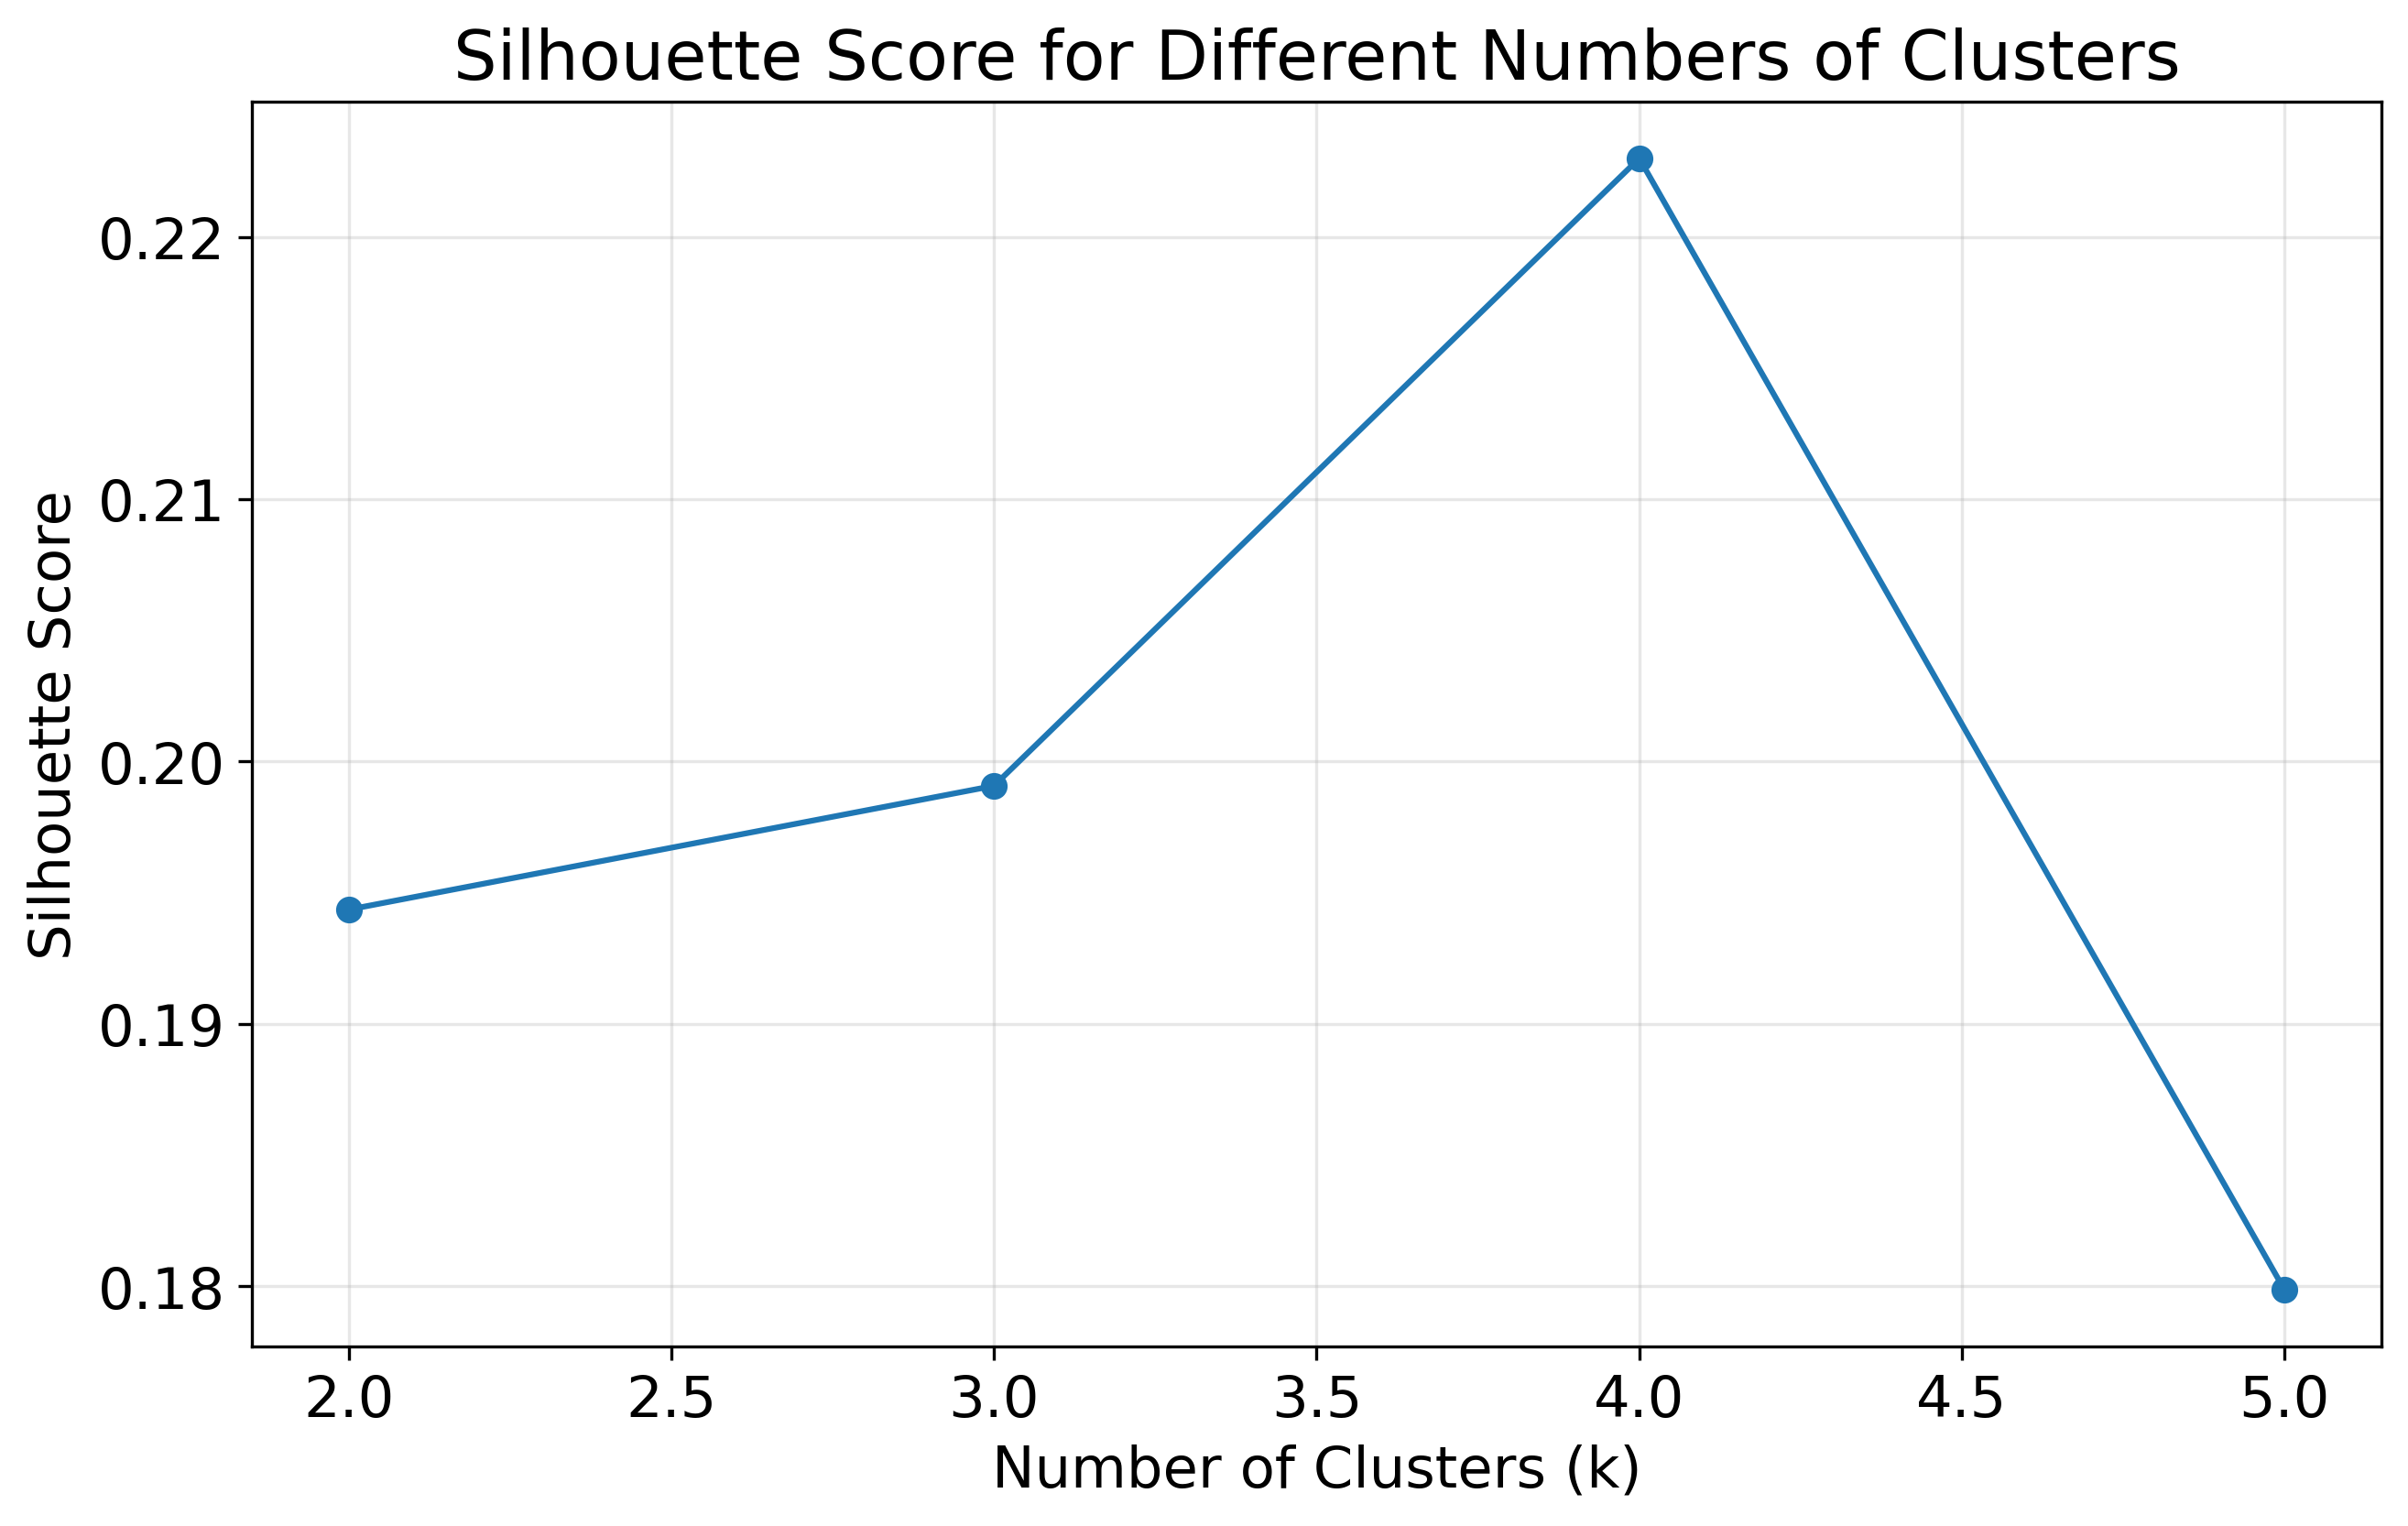 Silhouette Score for Different Numbers of Clusters
Silhouette Score
0.22
0.21
0.20
0.19
0.18
2.0 2.5 3.0 3.5 4.0 4.5 5.0
Number of Clusters (k)